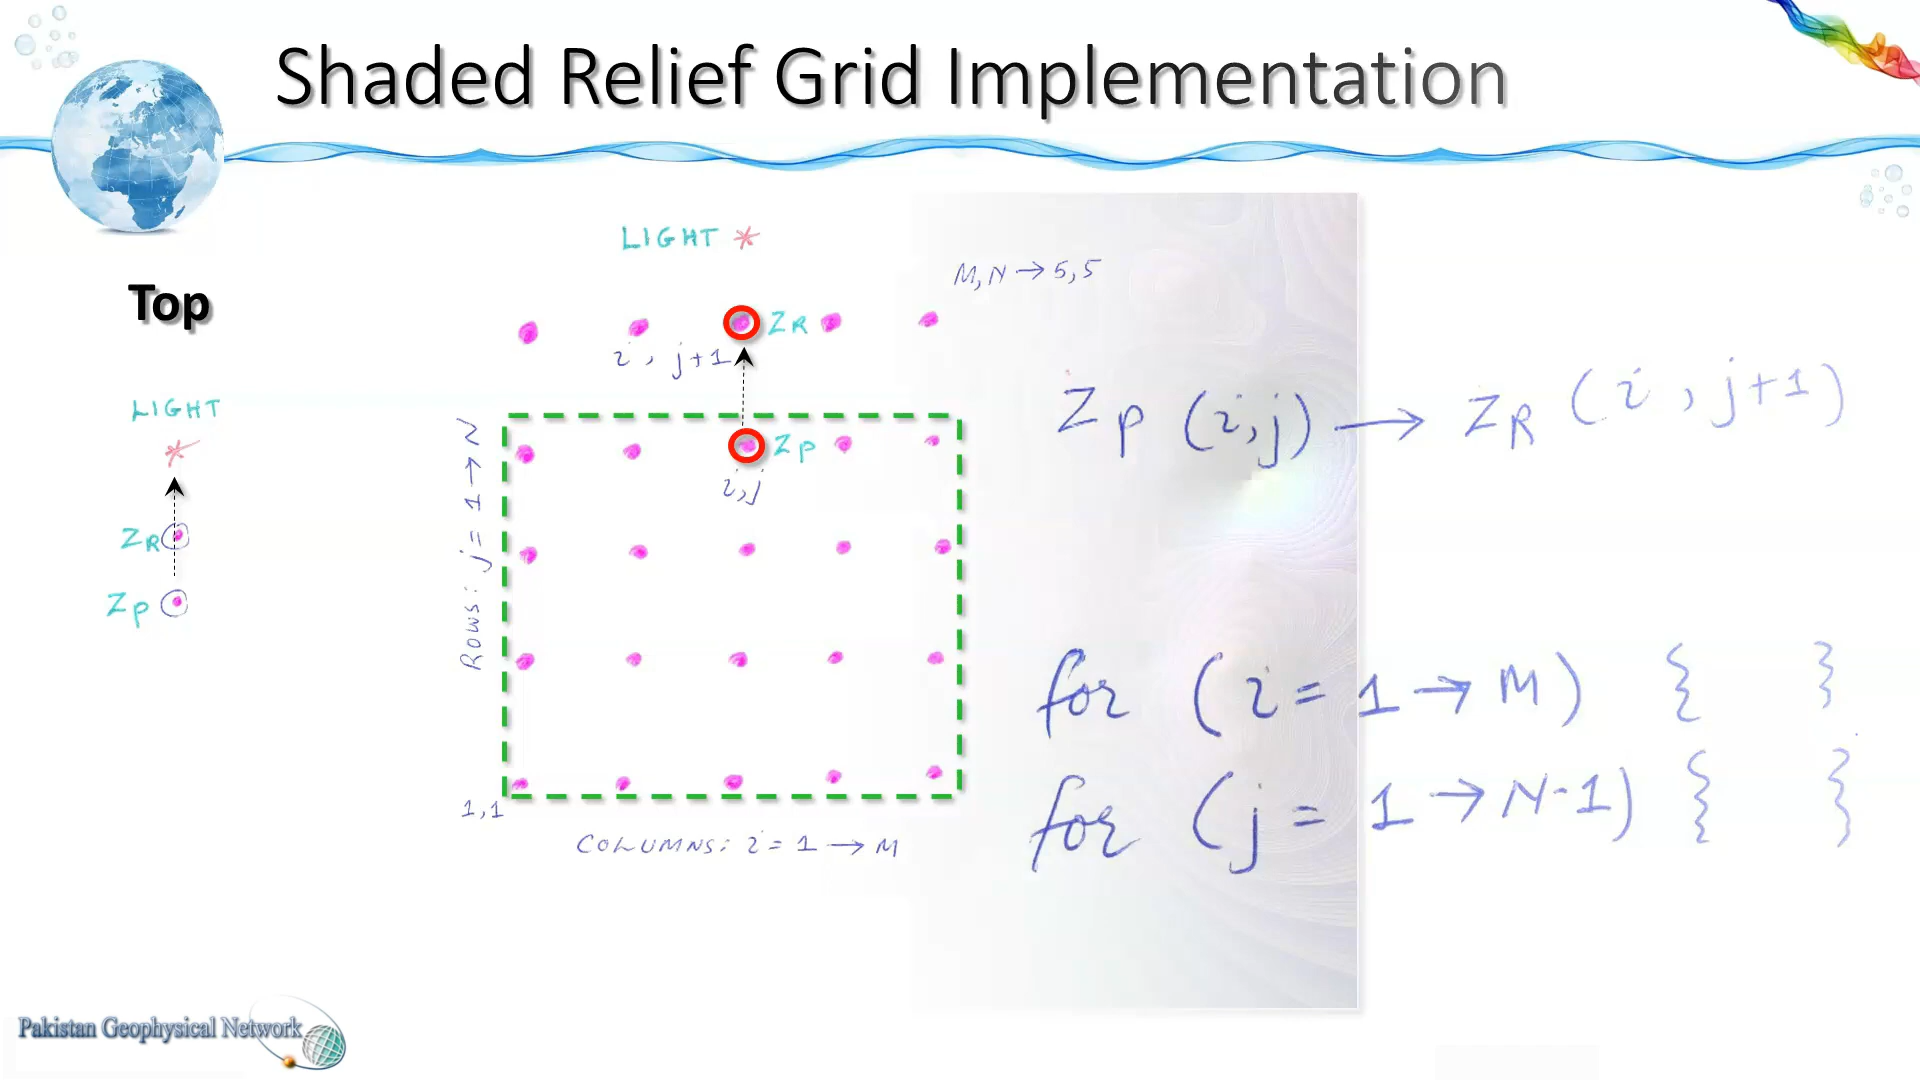 Shaded Relief Grid Implementation
Top
LIGHT
ZR
ZP
LIGHT
M,N → 5,5
ZR
i, j+1
ZP
i,j
ROWS: j = 1 → N
1,1
COLUMNS: i = 1 → M
ZP (i,j) → ZR (i, j+1)
for (i = 1 → M) { }
for (j = 1 → N-1) { }
Pakistan Geophysical Network